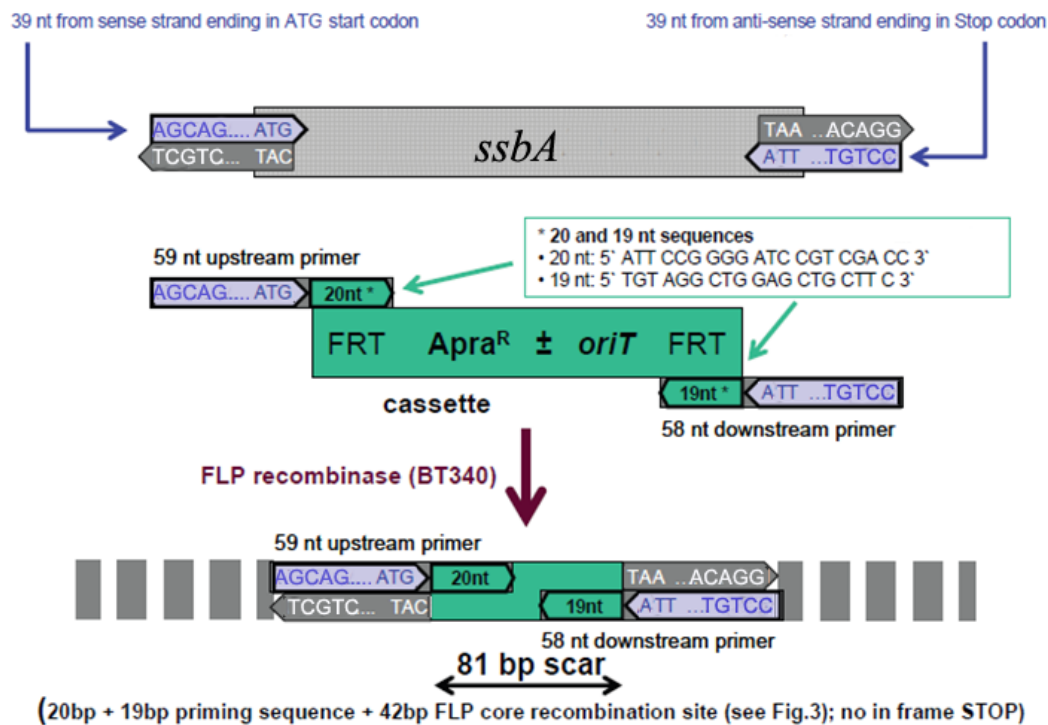 39 nt from sense strand ending in ATG start codon
39 nt from anti-sense strand ending in Stop codon
AGCAG.... ATG
TCGTC... TAC
ssbA
TAA ...ACAGG
ATT ...TGTCC
* 20 and 19 nt sequences
• 20 nt: 5` ATT CCG GGG ATC CGT CGA CC 3`
• 19 nt: 5` TGT AGG CTG GAG CTG CTT C 3`
59 nt upstream primer
AGCAG.... ATG
20nt *
FRT ApraR ± oriT FRT
cassette
19nt *
ATT ...TGTCC
58 nt downstream primer
FLP recombinase (BT340)
59 nt upstream primer
AGCAG.... ATG
20nt
TAA ...ACAGG
TCGTC... TAC
19nt
ATT ...TGTCC
58 nt downstream primer
81 bp scar
(20bp + 19bp priming sequence + 42bp FLP core recombination site (see Fig.3); no in frame STOP)